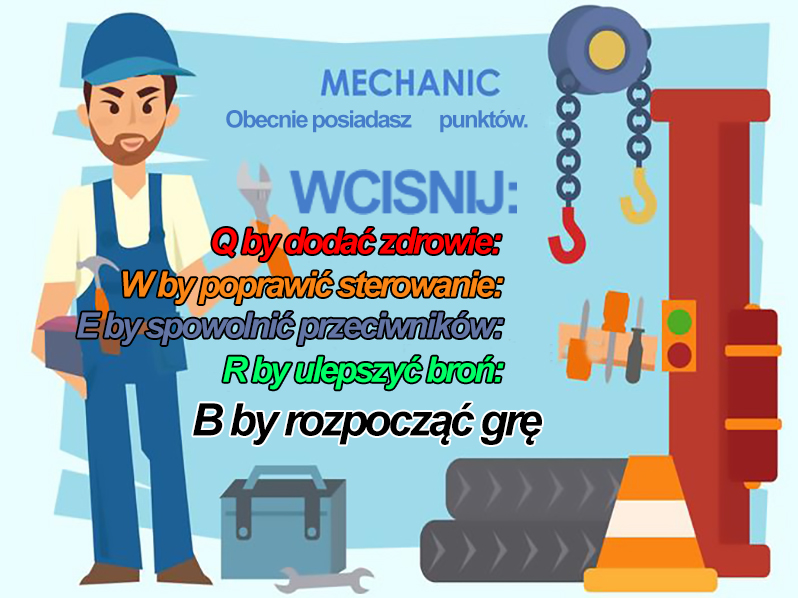 MECHANIC
Obecnie posiadasz punktów.
WCISNIJ:
Q by dodać zdrowie:
W by poprawić sterowanie:
E by spowolnić przeciwników:
R by ulepszyć broń:
B by rozpocząć grę